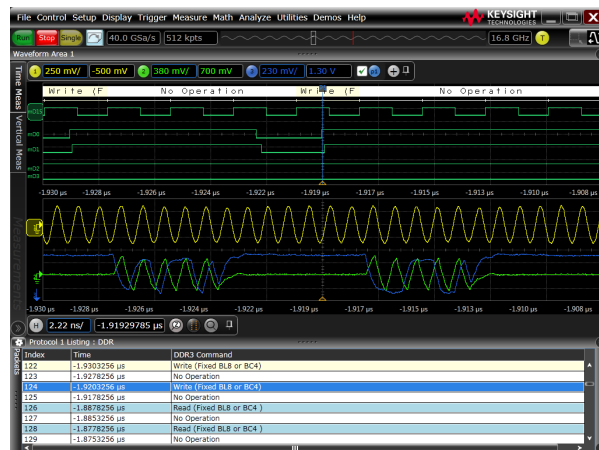 File Control Setup Display Trigger Measure Math Analyze Utilities Demos Help
KEYSIGHT TECHNOLOGIES
Run Stop Single 40.0 GSa/s 512 kpts 16.8 GHz T
Waveform Area 1
1 250 mV/ -500 mV 2 380 mV/ 700 mV 3 230 mV/ 1.30 V
Time Meas
Vertical Meas
Measurements
Write (F No Operation Write (F No Operation
mD15
mD0
mD1
mD2
mD3
-1.930 µs -1.928 µs -1.926 µs -1.924 µs -1.922 µs -1.919 µs -1.917 µs -1.915 µs -1.913 µs -1.910 µs -1.908 µs
-1.930 µs -1.928 µs -1.926 µs -1.924 µs -1.922 µs -1.919 µs -1.917 µs -1.915 µs -1.913 µs -1.910 µs -1.908 µs
H 2.22 ns/ -1.91929785 µs
Protocol 1 Listing : DDR
Packets
Index Time DDR3 Command
122 -1.9303256 µs Write (Fixed BL8 or BC4)
123 -1.9278256 µs No Operation
124 -1.9203256 µs Write (Fixed BL8 or BC4)
125 -1.9178256 µs No Operation
126 -1.8878256 µs Read (Fixed BL8 or BC4 )
127 -1.8853256 µs No Operation
128 -1.8778256 µs Read (Fixed BL8 or BC4 )
129 -1.8753256 µs No Operation